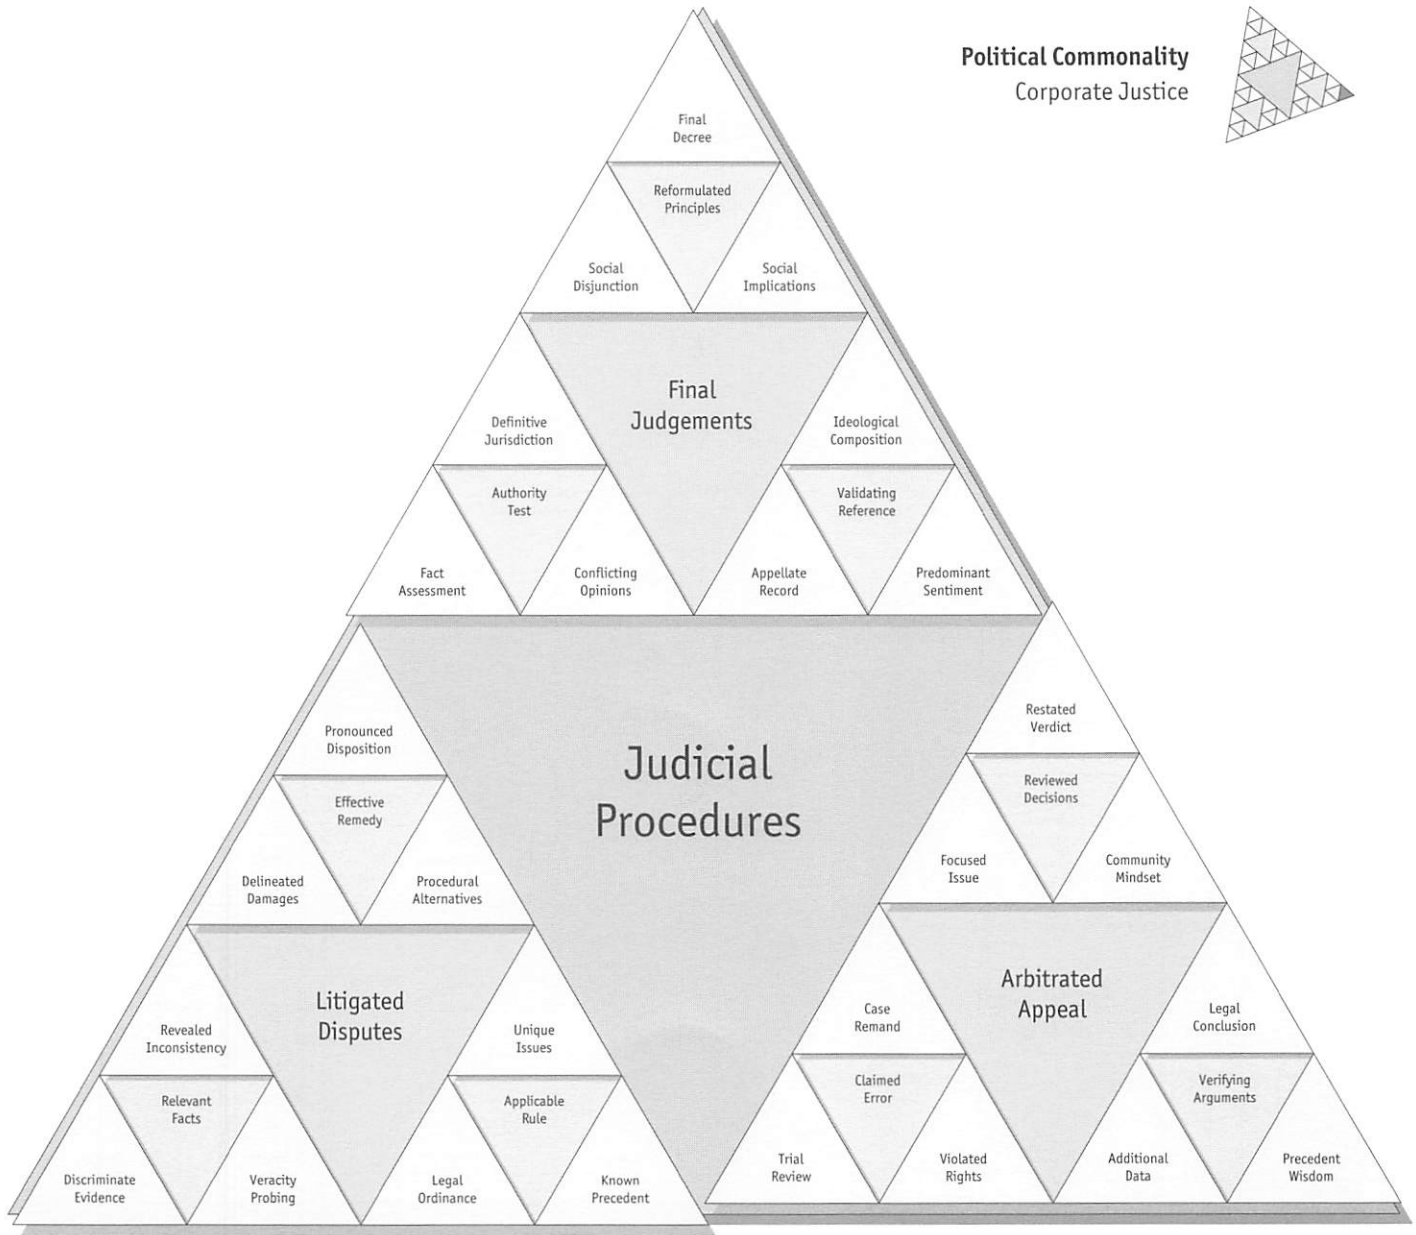 Political Commonality
Corporate Justice
Final
Decree
Reformulated
Principles
Social
Disjunction
Social
Implications
Final
Judgements
Definitive
Jurisdiction
Ideological
Composition
Authority
Test
Validating
Reference
Fact
Assessment
Conflicting
Opinions
Appellate
Record
Predominant
Sentiment
Judicial
Procedures
Pronounced
Disposition
Effective
Remedy
Delineated
Damages
Procedural
Alternatives
Litigated
Disputes
Revealed
Inconsistency
Unique
Issues
Relevant
Facts
Applicable
Rule
Discriminate
Evidence
Veracity
Probing
Legal
Ordinance
Known
Precedent
Restated
Verdict
Reviewed
Decisions
Focused
Issue
Community
Mindset
Arbitrated
Appeal
Case
Remand
Legal
Conclusion
Claimed
Error
Verifying
Arguments
Trial
Review
Violated
Rights
Additional
Data
Precedent
Wisdom